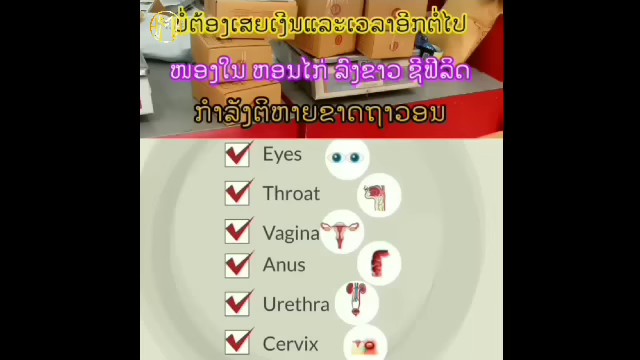 ບໍ່ຕ້ອງເສຍເງິນແລະເວລາອີກຕໍ່ໄປ
ໜອງໃນ ຫອນໄກ່ ລົງຂາວ ຊີຟີລິດ
ກຳລັງຕິຫາຍຂາດຖາວອນ
Eyes
Throat
Vagina
Anus
Urethra
Cervix